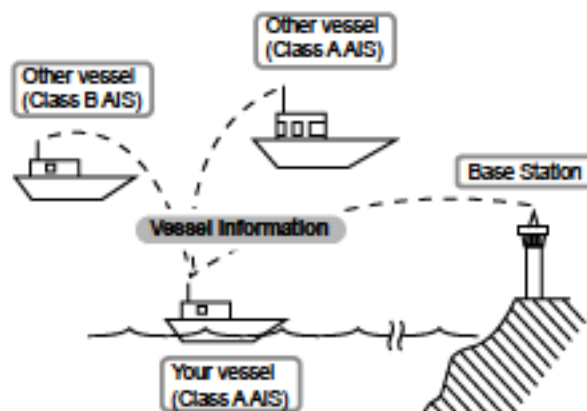 Other vessel
(Class A AIS)
Other vessel
(Class B AIS)
Base Station
Vessel Information
Your vessel
(Class A AIS)